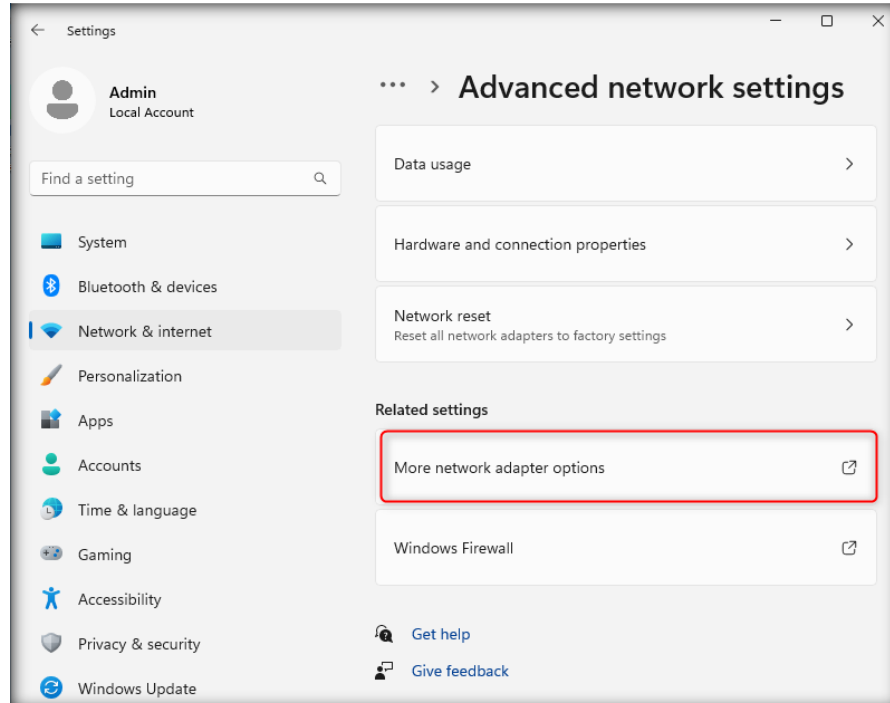 Settings
Admin
Local Account
Find a setting
System
Bluetooth & devices
Network & internet
Personalization
Apps
Accounts
Time & language
Gaming
Accessibility
Privacy & security
Windows Update
··· > Advanced network settings
Data usage
Hardware and connection properties
Network reset
Reset all network adapters to factory settings
Related settings
More network adapter options
Windows Firewall
Get help
Give feedback